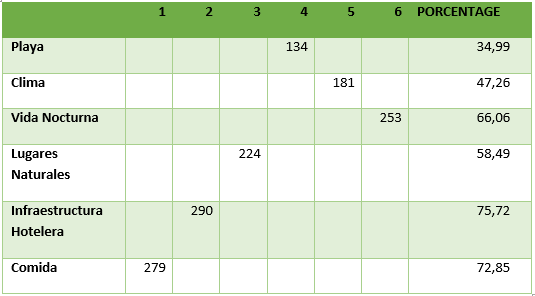 1 2 3 4 5 6 PORCENTAGE
Playa 134 34,99
Clima 181 47,26
Vida Nocturna 253 66,06
Lugares 224 58,49
Naturales
Infraestructura 290 75,72
Hotelera
Comida 279 72,85